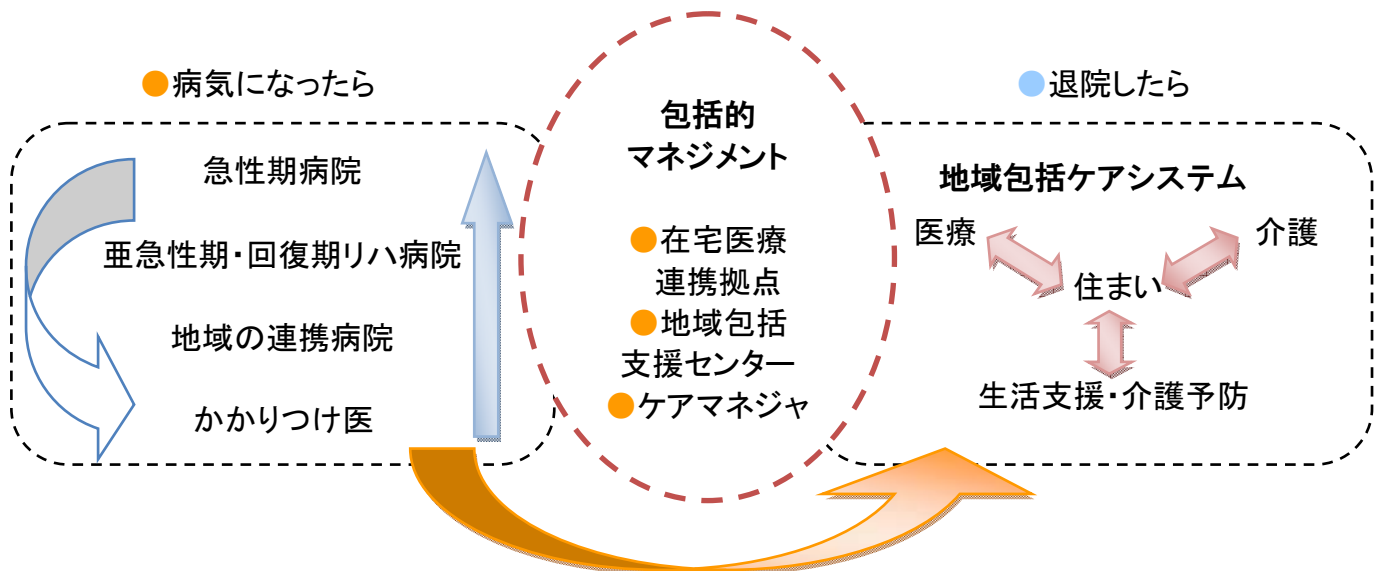 ●病気になったら
急性期病院
亜急性期・回復期リハ病院
地域の連携病院
かかりつけ医
包括的
マネジメント
●在宅医療
連携拠点
●地域包括
支援センター
●ケアマネジャ
●退院したら
地域包括ケアシステム
医療
介護
住まい
生活支援・介護予防